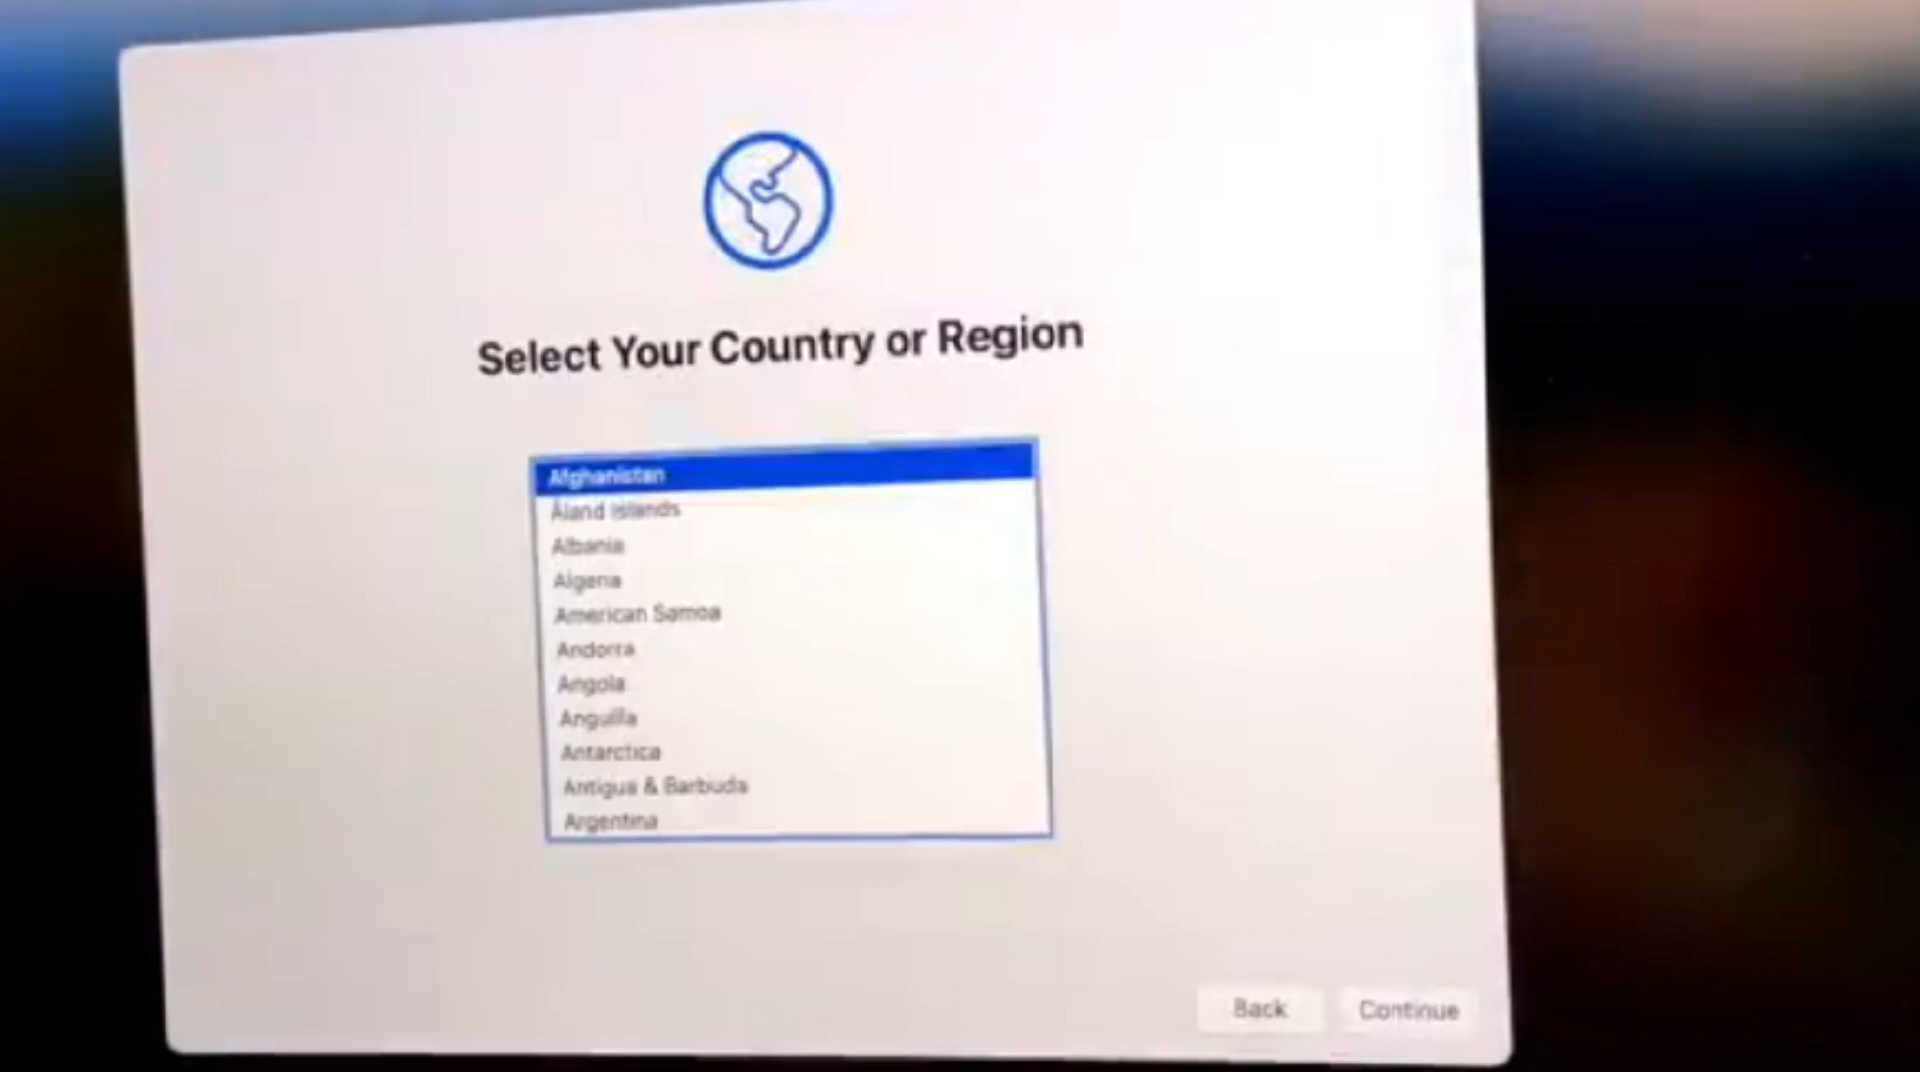 Select Your Country or Region
Afghanistan
Åland Islands
Albania
Algeria
American Samoa
Andorra
Angola
Anguilla
Antarctica
Antigua & Barbuda
Argentina
Back
Continue